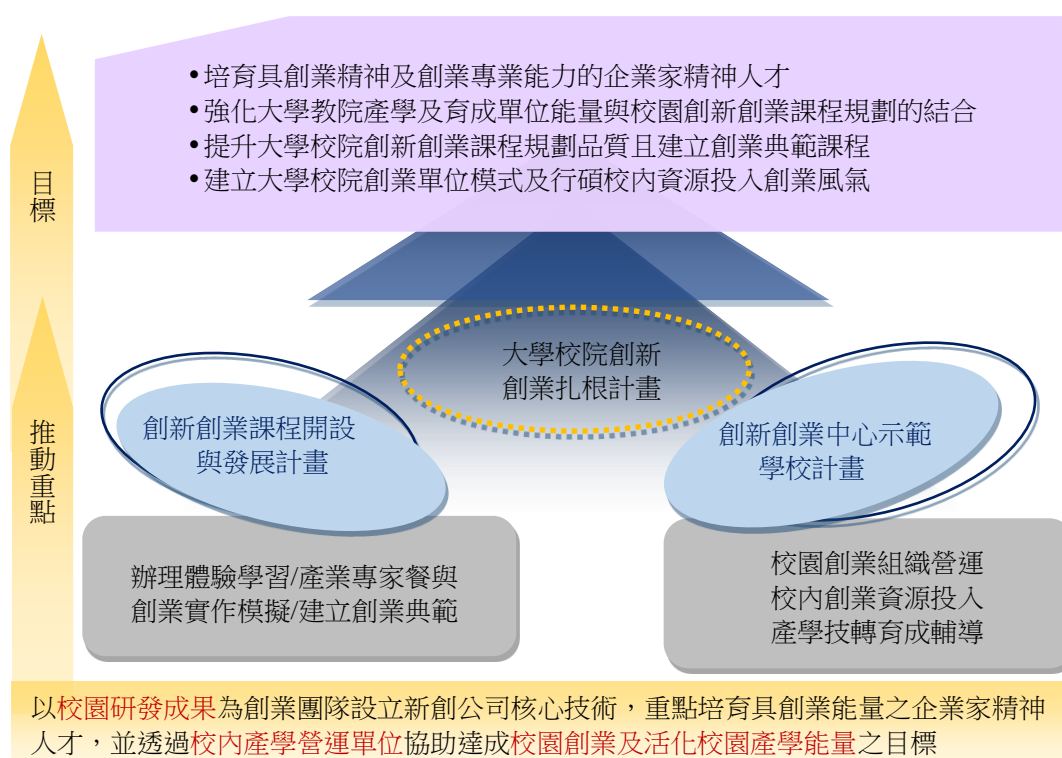 目標
•培育具創業精神及創業專業能力的企業家精神人才
•強化大學教院產學及育成單位能量與校園創新創業課程規劃的結合
•提升大學校院創新創業課程規劃品質且建立創業典範課程
•建立大學校院創業單位模式及行碩校內資源投入創業風氣
推動重點
大學校院創新
創業扎根計畫
創新創業課程開設
與發展計畫
創新創業中心示範
學校計畫
辦理體驗學習/產業專家餐與
創業實作模擬/建立創業典範
校園創業組織營運
校內創業資源投入
產學技轉育成輔導
以校園研發成果為創業團隊設立新創公司核心技術，重點培育具創業能量之企業家精神
人才，並透過校內產學營運單位協助達成校園創業及活化校園產學能量之目標